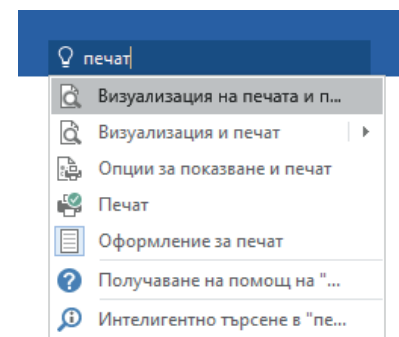 печат
Визуализация на печата и п...
Визуализация и печат
Опции за показване и печат
Печат
Оформление за печат
Получаване на помощ на "...
Интелигентно търсене в "пе...